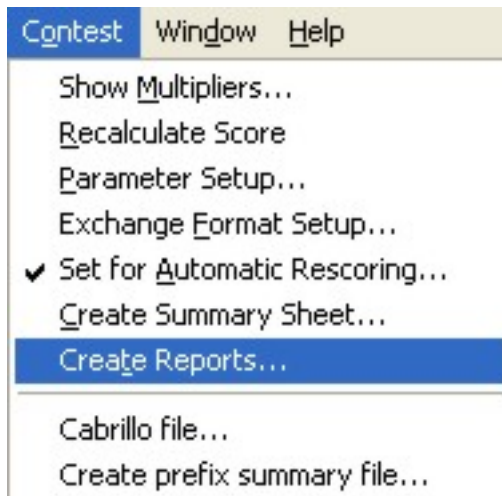 Contest Window Help
Show Multipliers...
Recalculate Score
Parameter Setup...
Exchange Format Setup...
Set for Automatic Rescoring...
Create Summary Sheet...
Create Reports...
Cabrillo file...
Create prefix summary file...